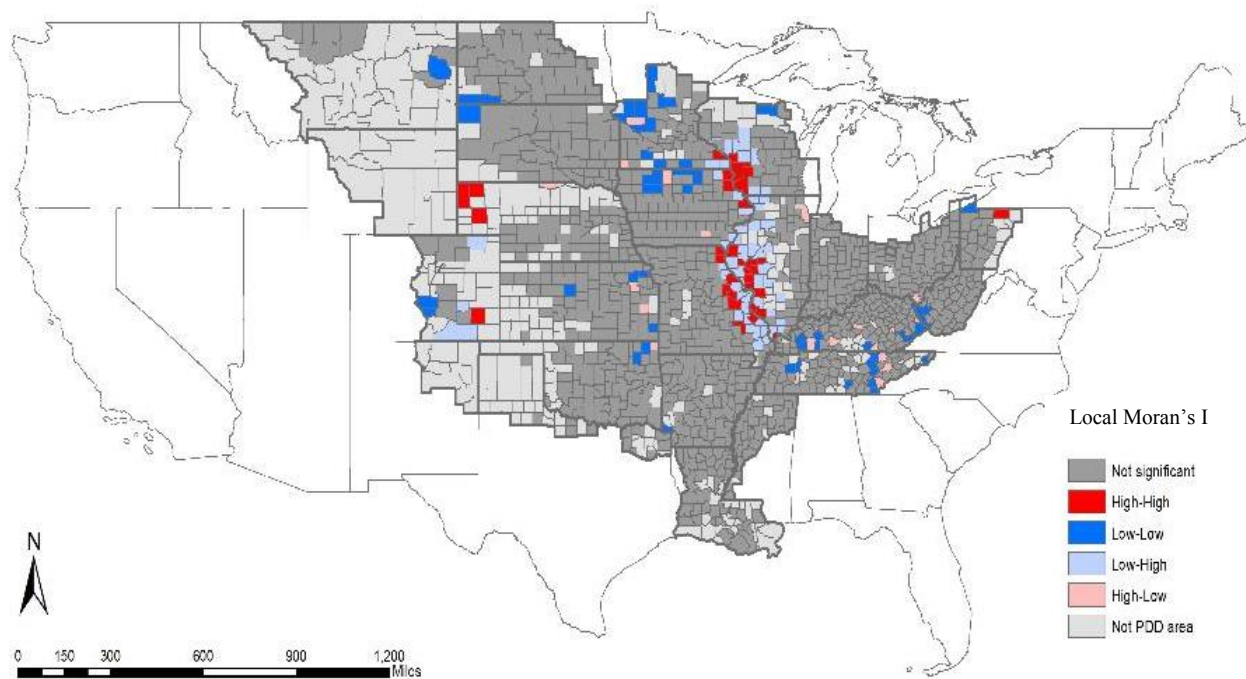 Local Moran's I
Not significant
High-High
Low-Low
Low-High
High-Low
Not PDD area
N
0 150 300 600 900 1,200
Miles